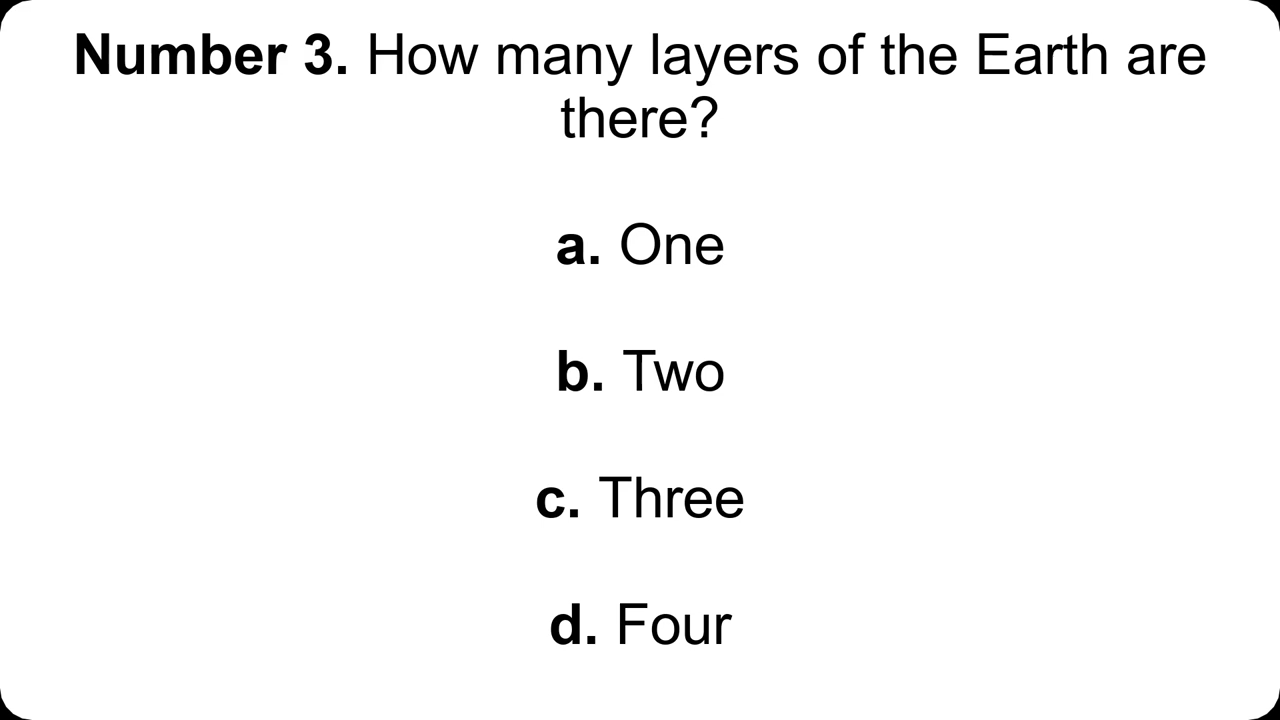 Number 3. How many layers of the Earth are
there?
a. One
b. Two
c. Three
d. Four